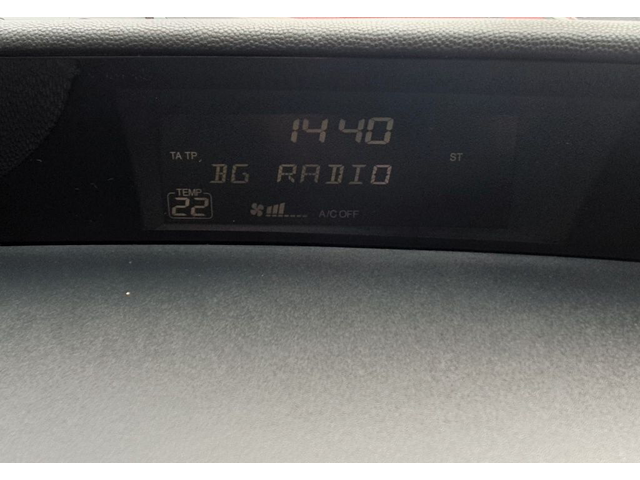 14 40
TA TP ST
BG RADIO
TEMP
22 A/C OFF